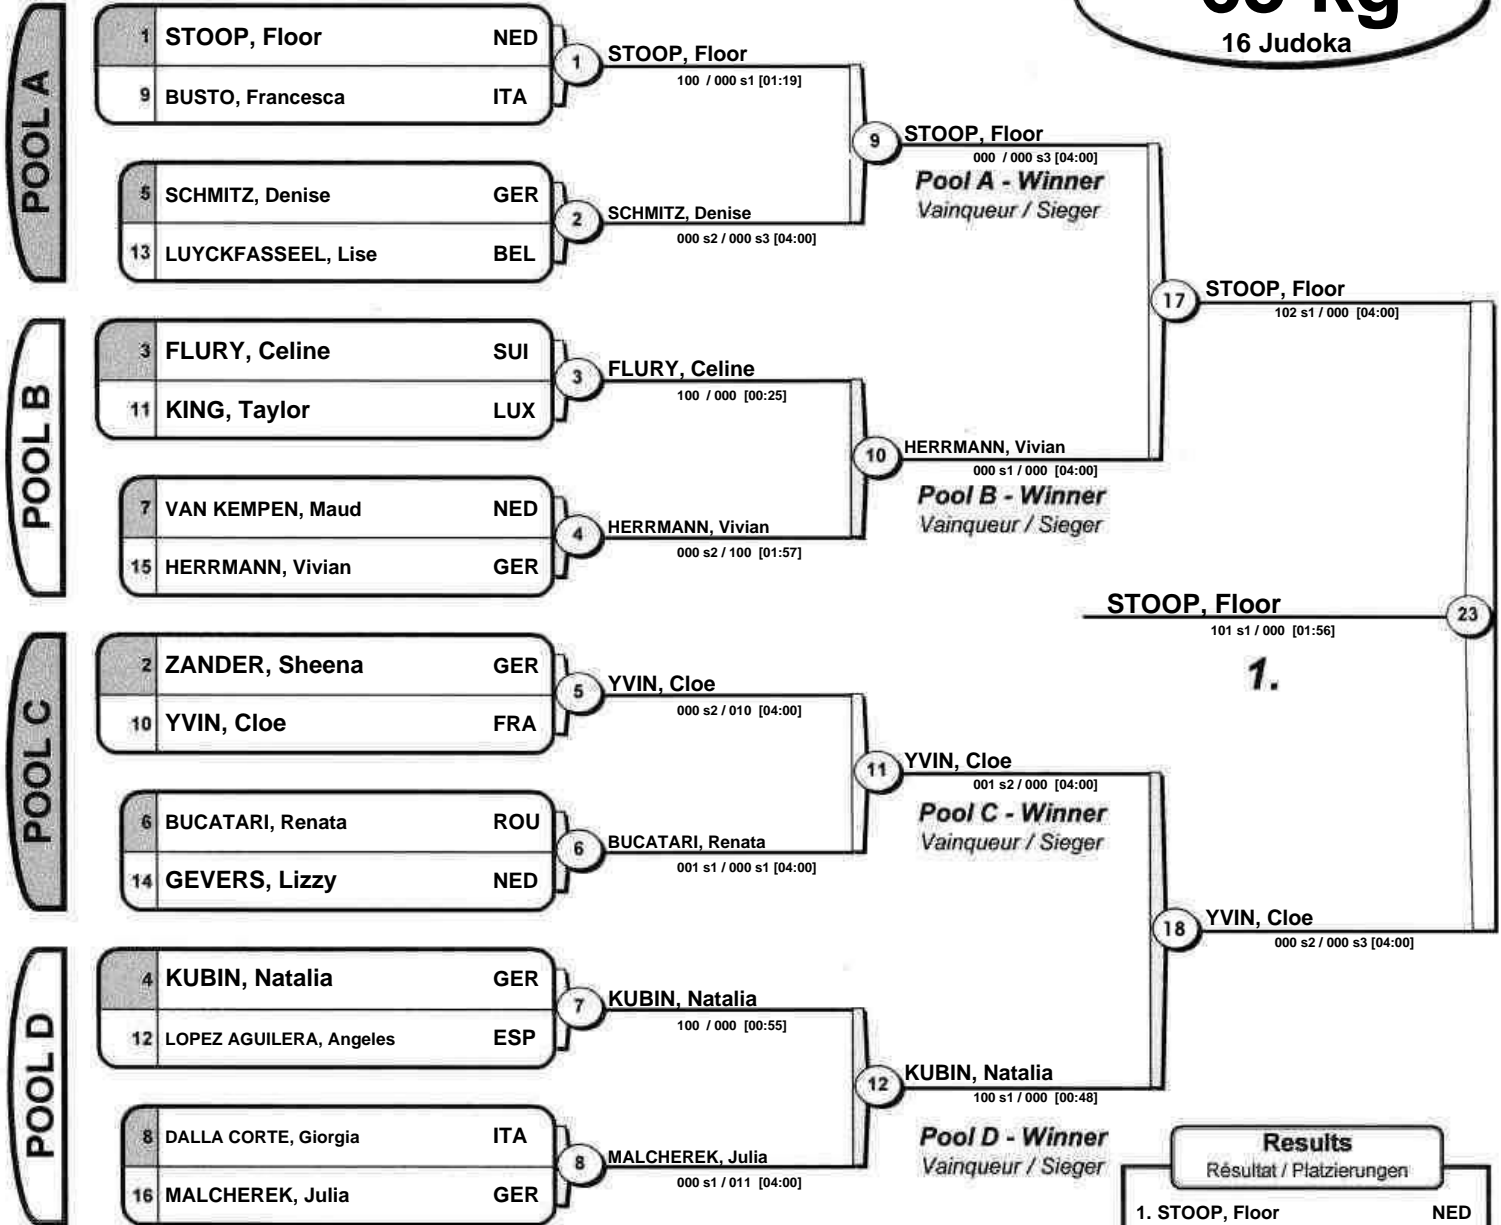 16 Judoka
POOL A
1 STOOP, Floor NED
9 BUSTO, Francesca ITA
1
STOOP, Floor
100 / 000 s1 [01:19]
5 SCHMITZ, Denise GER
13 LUYCKFASSEEL, Lise BEL
2
SCHMITZ, Denise
000 s2 / 000 s3 [04:00]
9
STOOP, Floor
000 / 000 s3 [04:00]
Pool A - Winner
Vainqueur / Sieger
POOL B
3 FLURY, Celine SUI
11 KING, Taylor LUX
3
FLURY, Celine
100 / 000 [00:25]
7 VAN KEMPEN, Maud NED
15 HERRMANN, Vivian GER
4
HERRMANN, Vivian
000 s2 / 100 [01:57]
10
HERRMANN, Vivian
000 s1 / 000 [04:00]
Pool B - Winner
Vainqueur / Sieger
17
STOOP, Floor
102 s1 / 000 [04:00]
STOOP, Floor
101 s1 / 000 [01:56]
23
1.
POOL C
2 ZANDER, Sheena GER
10 YVIN, Cloe FRA
5
YVIN, Cloe
000 s2 / 010 [04:00]
6 BUCATARI, Renata ROU
14 GEVERS, Lizzy NED
6
BUCATARI, Renata
001 s1 / 000 s1 [04:00]
11
YVIN, Cloe
001 s2 / 000 [04:00]
Pool C - Winner
Vainqueur / Sieger
18
YVIN, Cloe
000 s2 / 000 s3 [04:00]
POOL D
4 KUBIN, Natalia GER
12 LOPEZ AGUILERA, Angeles ESP
7
KUBIN, Natalia
100 / 000 [00:55]
8 DALLA CORTE, Giorgia ITA
16 MALCHEREK, Julia GER
8
MALCHEREK, Julia
000 s1 / 011 [04:00]
12
KUBIN, Natalia
100 s1 / 000 [00:48]
Pool D - Winner
Vainqueur / Sieger
Results
Résultat / Platzierungen
1. STOOP, Floor NED